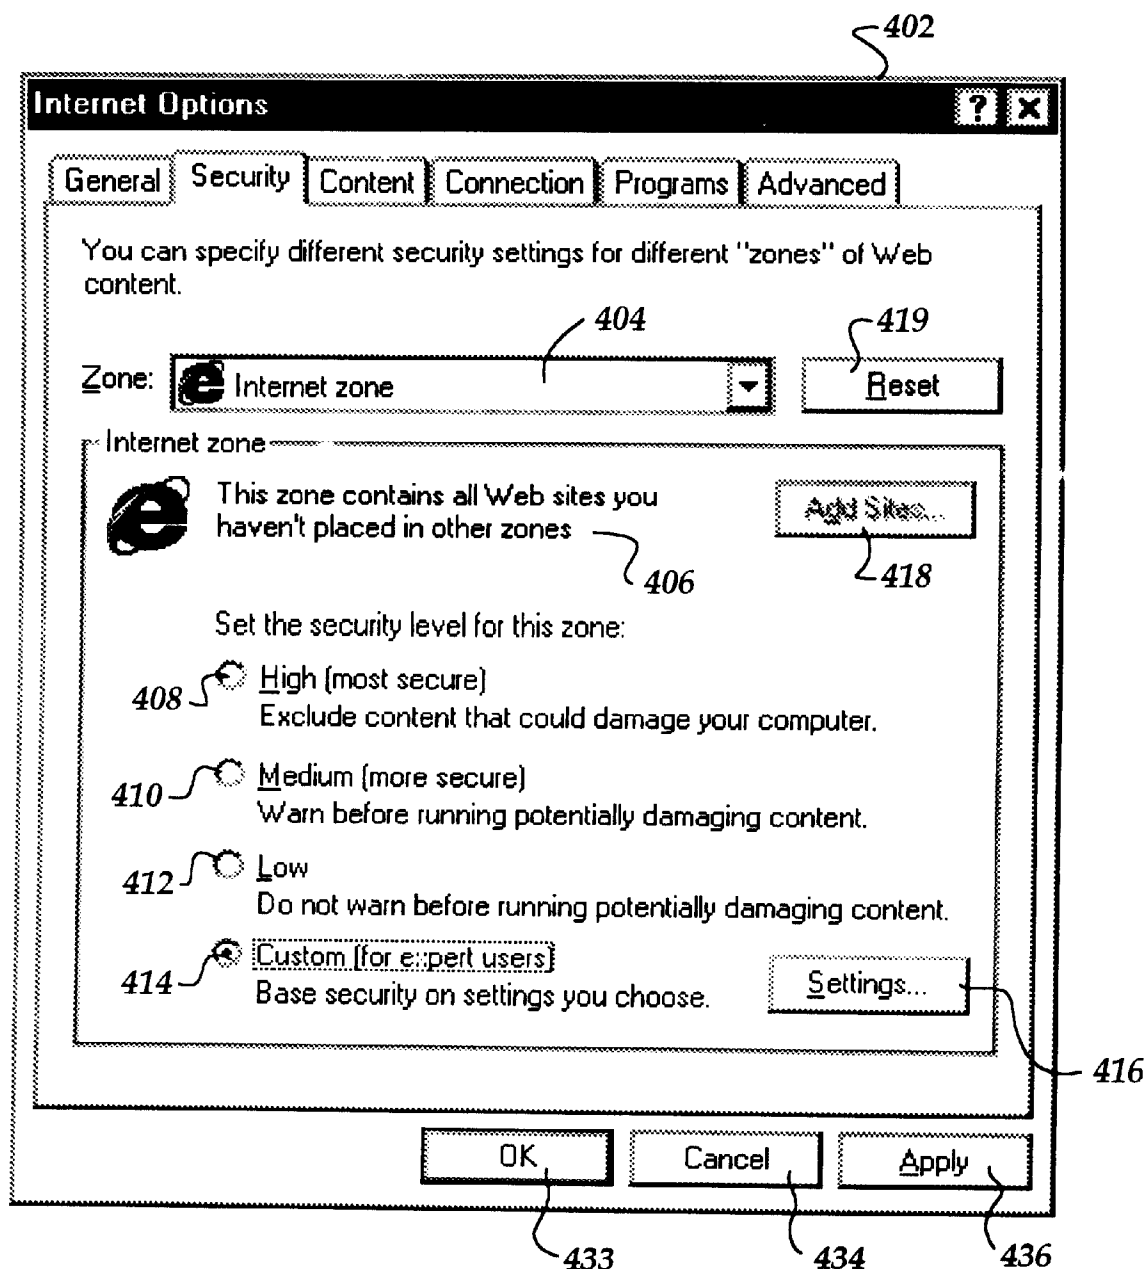 402
Internet Options
General Security Content Connection Programs Advanced
You can specify different security settings for different "zones" of Web
content.
404
419
Zone: Internet zone
Reset
Internet zone
This zone contains all Web sites you
haven't placed in other zones
Add Sites...
406
418
Set the security level for this zone:
408
High (most secure)
Exclude content that could damage your computer.
410
Medium (more secure)
Warn before running potentially damaging content.
412
Low
Do not warn before running potentially damaging content.
414
Custom (for e::pert users)
Base security on settings you choose.
Settings...
416
OK Cancel Apply
433 434 436